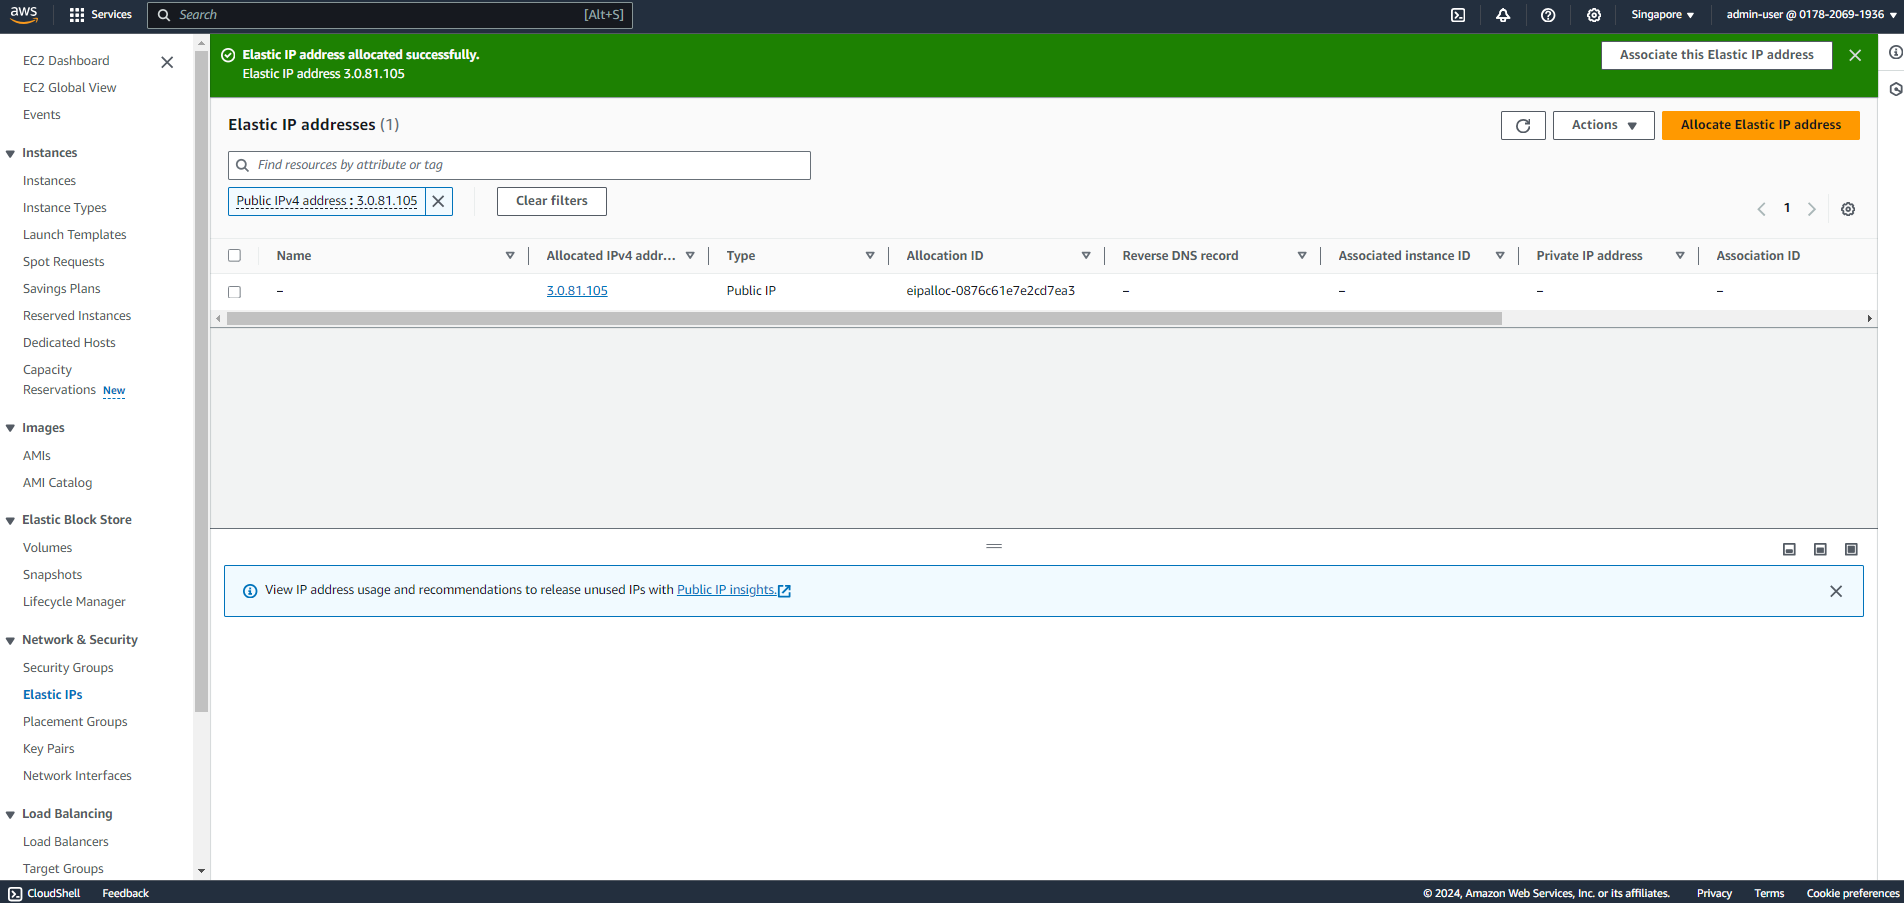 aws
Services
Search
[Alt+S]
Singapore
admin-user @ 0178-2069-1936
EC2 Dashboard
EC2 Global View
Events
Instances
Instances
Instance Types
Launch Templates
Spot Requests
Savings Plans
Reserved Instances
Dedicated Hosts
Capacity
Reservations New
Images
AMIs
AMI Catalog
Elastic Block Store
Volumes
Snapshots
Lifecycle Manager
Network & Security
Security Groups
Elastic IPs
Placement Groups
Key Pairs
Network Interfaces
Load Balancing
Load Balancers
Target Groups
Elastic IP address allocated successfully.
Elastic IP address 3.0.81.105
Associate this Elastic IP address
Elastic IP addresses (1)
Actions
Allocate Elastic IP address
Find resources by attribute or tag
Public IPv4 address : 3.0.81.105
Clear filters
1
Name Allocated IPv4 addr... Type Allocation ID Reverse DNS record Associated instance ID Private IP address Association ID
– 3.0.81.105 Public IP eipalloc-0876c61e7e2cd7ea3 – – – –
View IP address usage and recommendations to release unused IPs with Public IP insights.
CloudShell
Feedback
© 2024, Amazon Web Services, Inc. or its affiliates.
Privacy
Terms
Cookie preferences